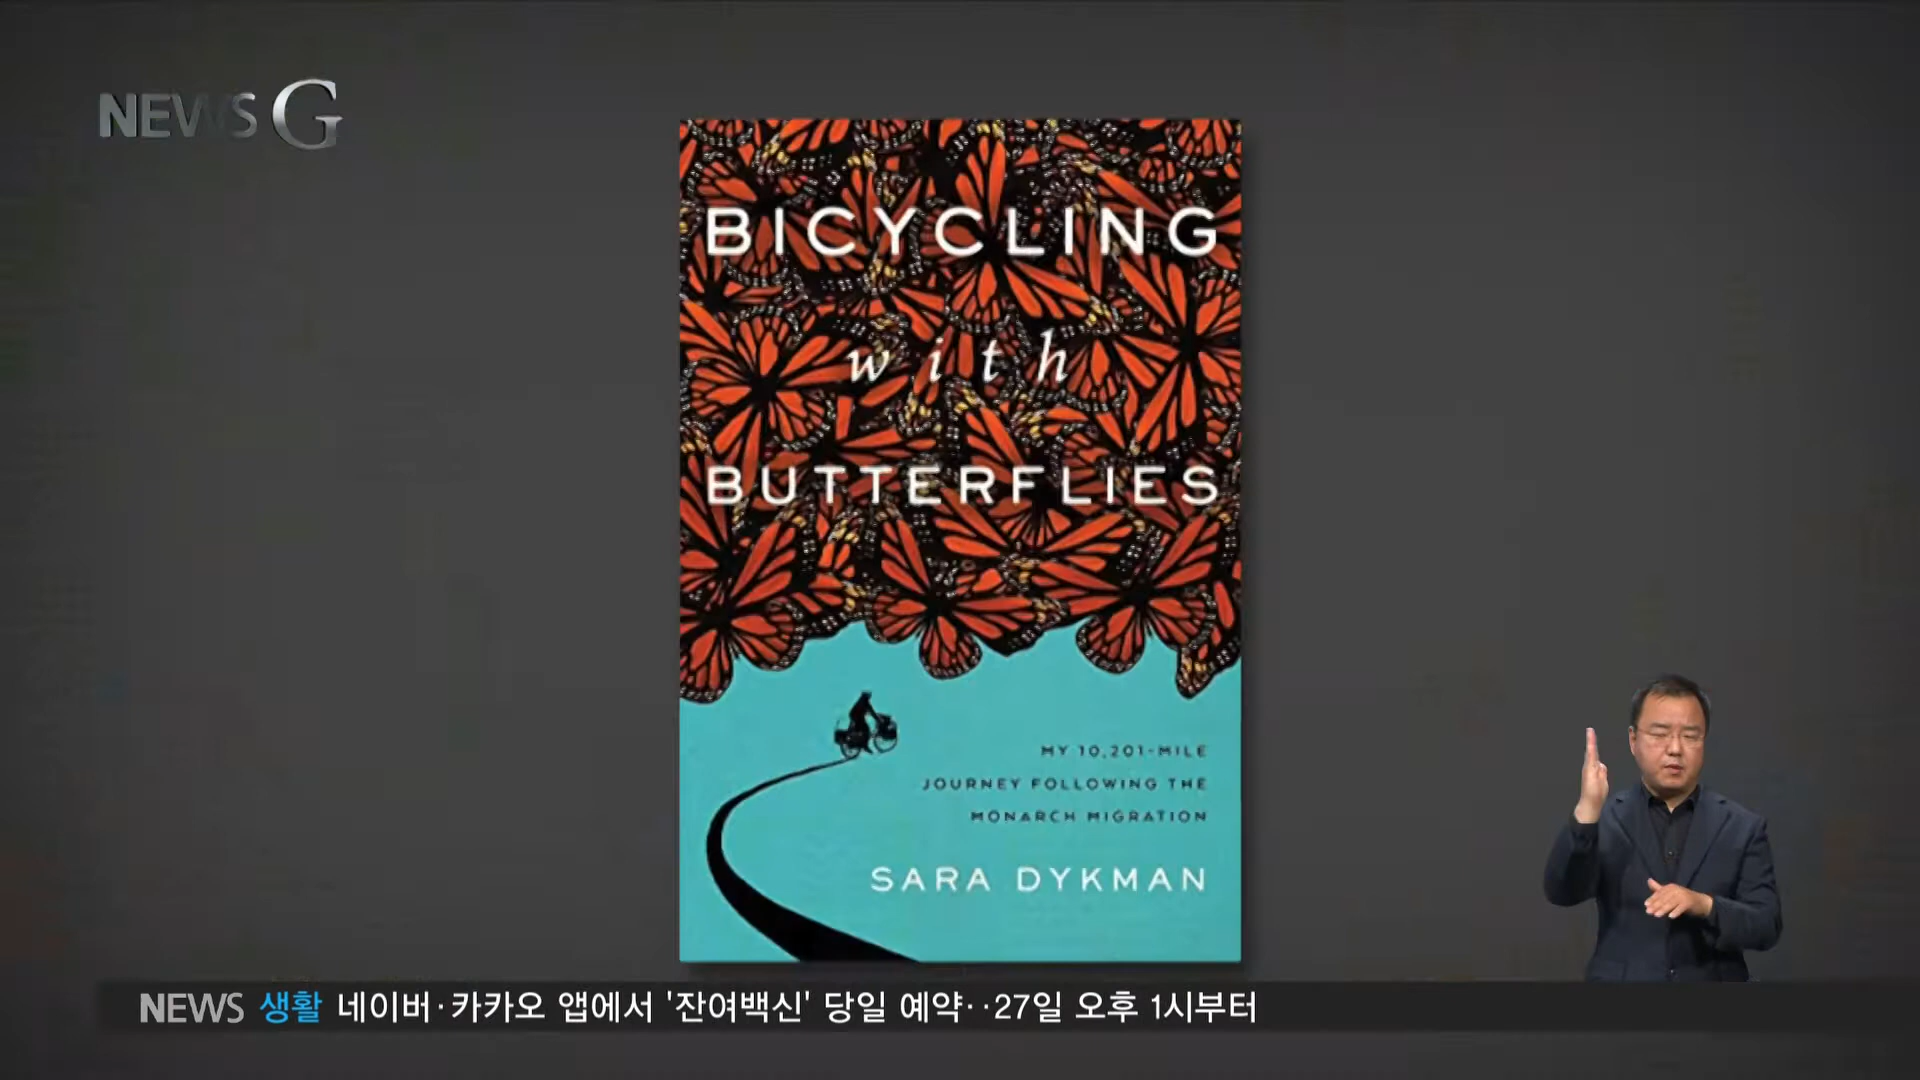 NEWS G
BICYCLING
with
BUTTERFLIES
MY 10,201-MILE
JOURNEY FOLLOWING THE
MONARCH MIGRATION
SARA DYKMAN
NEWS 생활 네이버·카카오 앱에서 '잔여백신' 당일 예약··27일 오후 1시부터